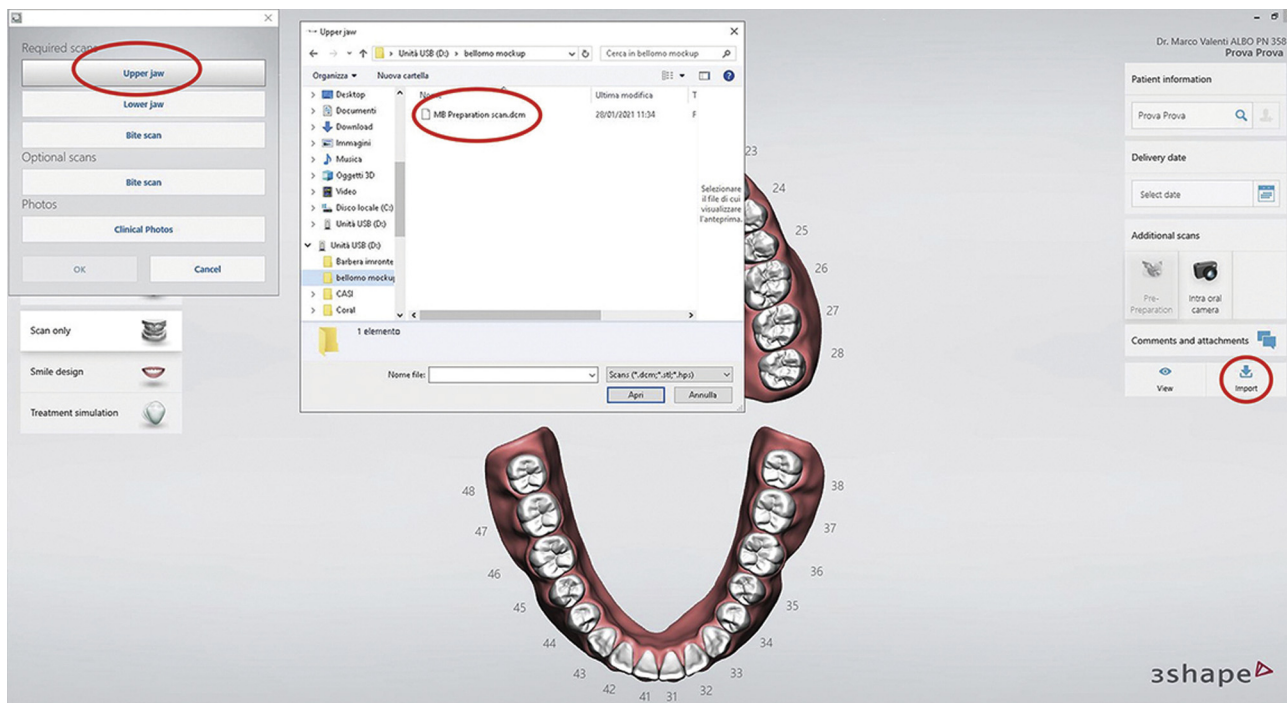 Required scans
Upper jaw
Lower jaw
Bite scan
Optional scans
Bite scan
Photos
Clinical Photos
OK
Cancel
Scan only
Smile design
Treatment simulation
Upper jaw
Unità USB (D:) › bellomo mockup
Cerca in bellomo mockup
Organizza
Nuova cartella
Desktop
Documenti
Download
Immagini
Musica
Oggetti 3D
Video
Disco locale (C:)
Unità USB (D:)
Unità USB (D:)
Barbera impronte
bellomo mockup
CASI
Coral
Ultima modifica
T
MB Preparation scan.dcm
28/01/2021 11:34
F
Selezionare
il file di cui
visualizzare
l'anteprima.
1 elemento
Nome file:
Scans (*.dcm;*.stl;*.hps)
Apri
Annulla
23
24
25
26
27
28
48
47
46
45
44
43
42
41
31
32
33
34
35
36
37
38
Dr. Marco Valenti ALBO PN 358
Prova Prova
Patient information
Prova Prova
Delivery date
Select date
Additional scans
Pre-
Preparation
Intra oral
camera
Comments and attachments
View
Import
3shape